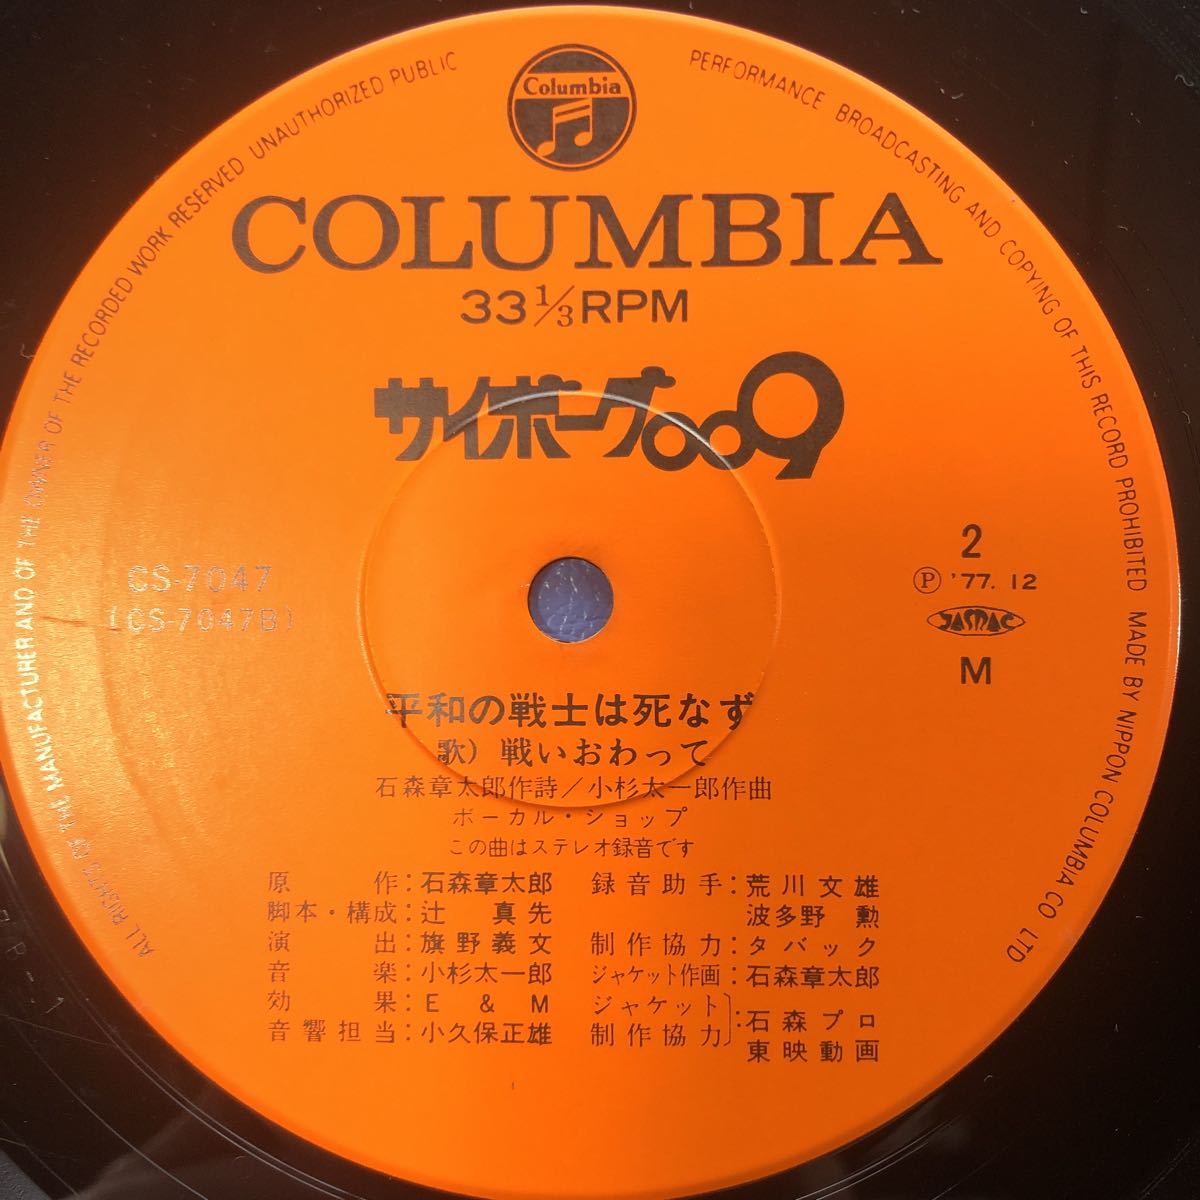 ALL RIGHTS OF THE MANUFACTURER AND OF THE OWNER OF THE RECORDED WORK RESERVED UNAUTHORIZED PUBLIC PERFORMANCE BROADCASTING AND COPYING OF THIS RECORD PROHIBITED MADE BY NIPPON COLUMBIA CO LTD
Columbia
COLUMBIA
33 1/3 RPM
サイボーグ009
CS-7047
(CS-7047B)
2
Ⓟ '77. 12
JASRAC
M
平和の戦士は死なず
歌) 戦いおわって
石森章太郎作詩/小杉太一郎作曲
ボーカル・ショップ
この曲はステレオ録音です
原作:石森章太郎
脚本・構成:辻 真先
演出:旗野義文
音楽:小杉太一郎
効果:E & M
音響担当:小久保正雄
録音助手:荒川文雄
波多野 勲
制作協力:タバック
ジャケット作画:石森章太郎
ジャケット制作協力:石森プロ
東映動画